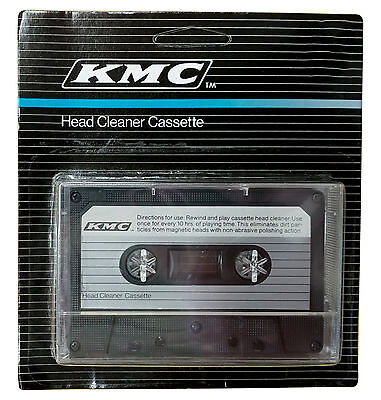 KMC TM
Head Cleaner Cassette
KMC
Directions for use: Rewind and play cassette head cleaner. Use
once for every 10 hrs of playing time. This eliminates dirt par-
ticles from magnetic heads with non abrasive polishing action.
Head Cleaner Cassette